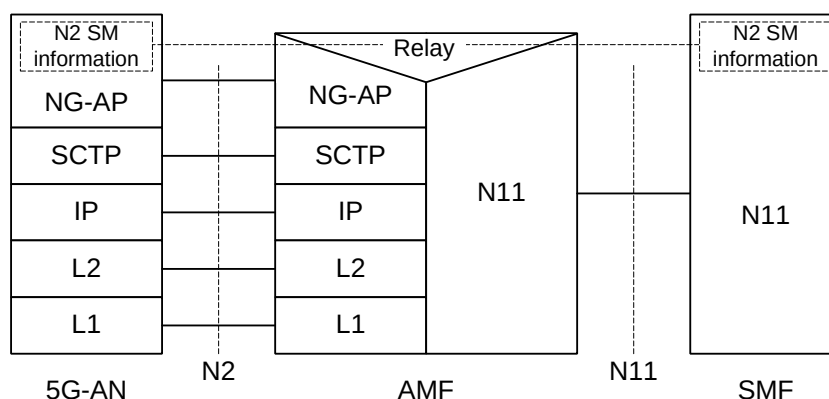 N2 SM
information
Relay
N2 SM
information
NG-AP
NG-AP
SCTP
SCTP
N11
N11
IP
IP
L2
L2
L1
L1
N2
N11
5G-AN
AMF
SMF